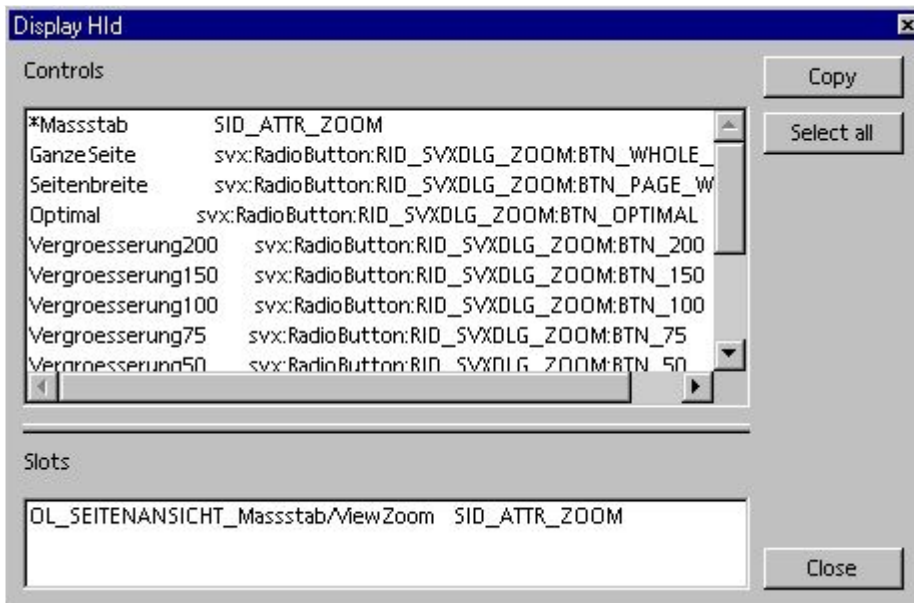 Display HId
Controls
Copy
Select all
*Massstab SID_ATTR_ZOOM
GanzeSeite svx:RadioButton:RID_SVXDLG_ZOOM:BTN_WHOLE_
Seitenbreite svx:RadioButton:RID_SVXDLG_ZOOM:BTN_PAGE_W
Optimal svx:RadioButton:RID_SVXDLG_ZOOM:BTN_OPTIMAL
Vergroesserung200 svx:RadioButton:RID_SVXDLG_ZOOM:BTN_200
Vergroesserung150 svx:RadioButton:RID_SVXDLG_ZOOM:BTN_150
Vergroesserung100 svx:RadioButton:RID_SVXDLG_ZOOM:BTN_100
Vergroesserung75 svx:RadioButton:RID_SVXDLG_ZOOM:BTN_75
Vergroesserung50 svx:RadioButton:RID_SVXDLG_ZOOM:BTN_50
Slots
OL_SEITENANSICHT_Massstab/ViewZoom SID_ATTR_ZOOM
Close